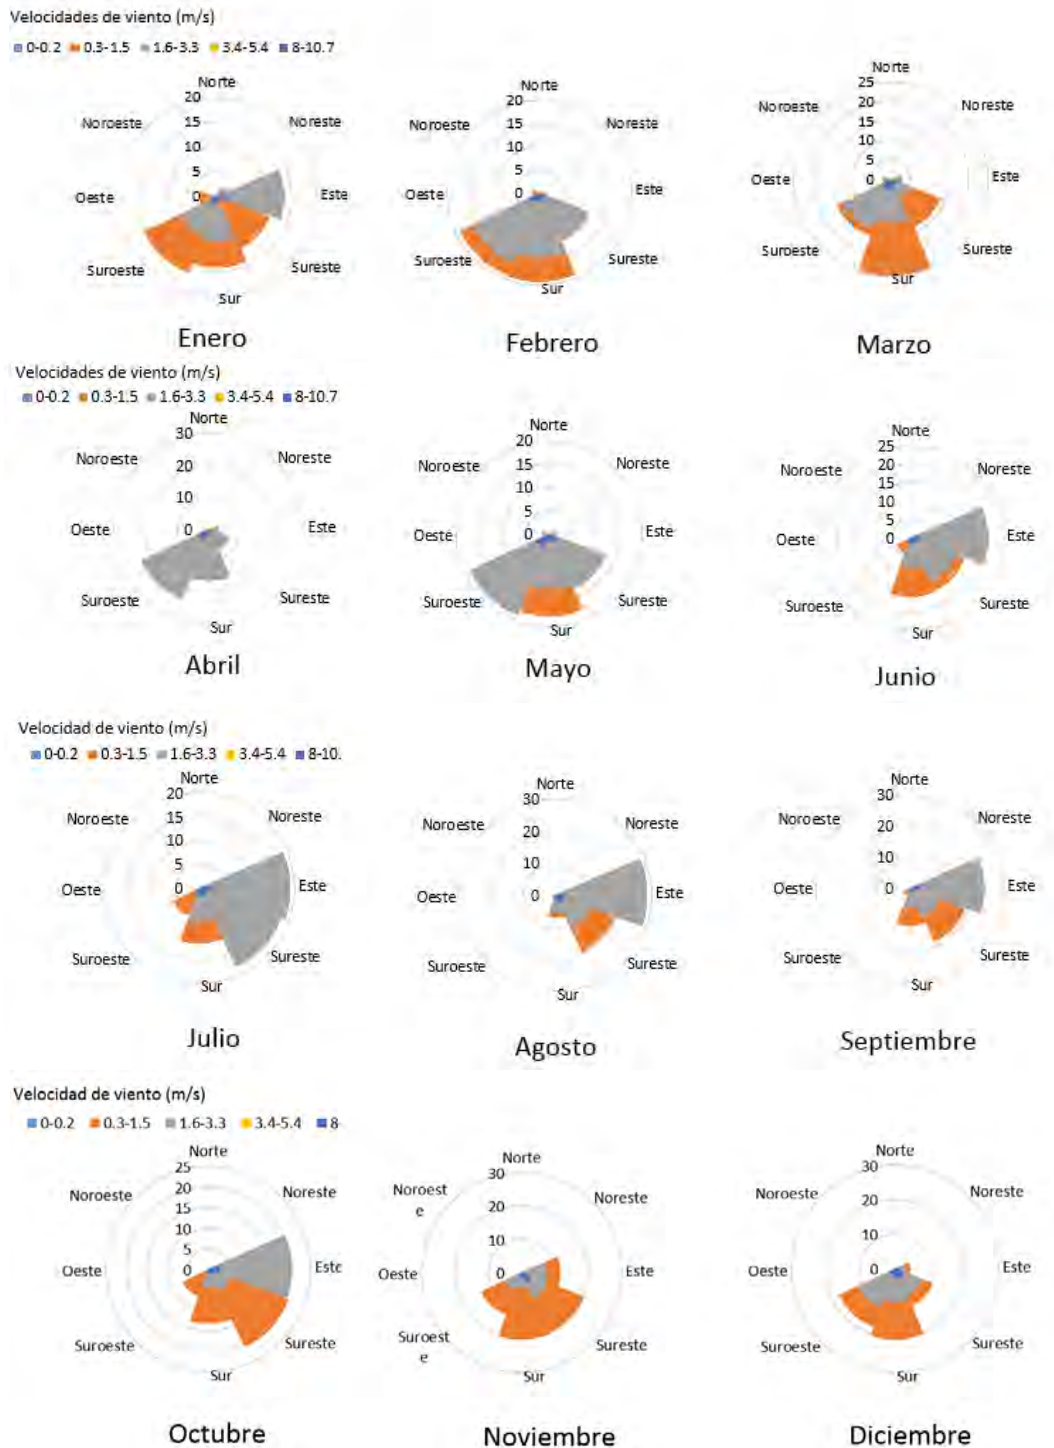 Velocidades de viento (m/s)
0-0.2 0.3-1.5 1.6-3.3 3.4-5.4 8-10.7
Norte
20
15
10
5
0
Noroeste
Noreste
Oeste
Este
Suroeste
Sureste
Sur
Enero
Norte
20
15
10
5
0
Noroeste
Noreste
Oeste
Este
Suroeste
Sureste
Sur
Febrero
Norte
25
20
15
10
5
0
Noroeste
Noreste
Oeste
Este
Suroeste
Sureste
Sur
Marzo
Velocidades de viento (m/s)
0-0.2 0.3-1.5 1.6-3.3 3.4-5.4 8-10.7
Norte
30
20
10
0
Noroeste
Noreste
Oeste
Este
Suroeste
Sureste
Sur
Abril
Norte
20
15
10
5
0
Noroeste
Noreste
Oeste
Este
Suroeste
Sureste
Sur
Mayo
Norte
25
20
15
10
5
0
Noroeste
Noreste
Oeste
Este
Suroeste
Sureste
Sur
Junio
Velocidad de viento (m/s)
0-0.2 0.3-1.5 1.6-3.3 3.4-5.4 8-10.
Norte
20
15
10
5
0
Noroeste
Noreste
Oeste
Este
Suroeste
Sureste
Sur
Julio
Norte
30
20
10
0
Noroeste
Noreste
Oeste
Este
Suroeste
Sureste
Sur
Agosto
Norte
30
20
10
0
Noroeste
Noreste
Oeste
Este
Suroeste
Sureste
Sur
Septiembre
Velocidad de viento (m/s)
0-0.2 0.3-1.5 1.6-3.3 3.4-5.4 8-
Norte
25
20
15
10
5
0
Noroeste
Noreste
Oeste
Este
Suroeste
Sureste
Sur
Octubre
Norte
30
20
10
0
Noroest
e
Noreste
Oeste
Este
Suroest
e
Sureste
Sur
Noviembre
Norte
30
20
10
0
Noroeste
Noreste
Oeste
Este
Suroeste
Sureste
Sur
Diciembre